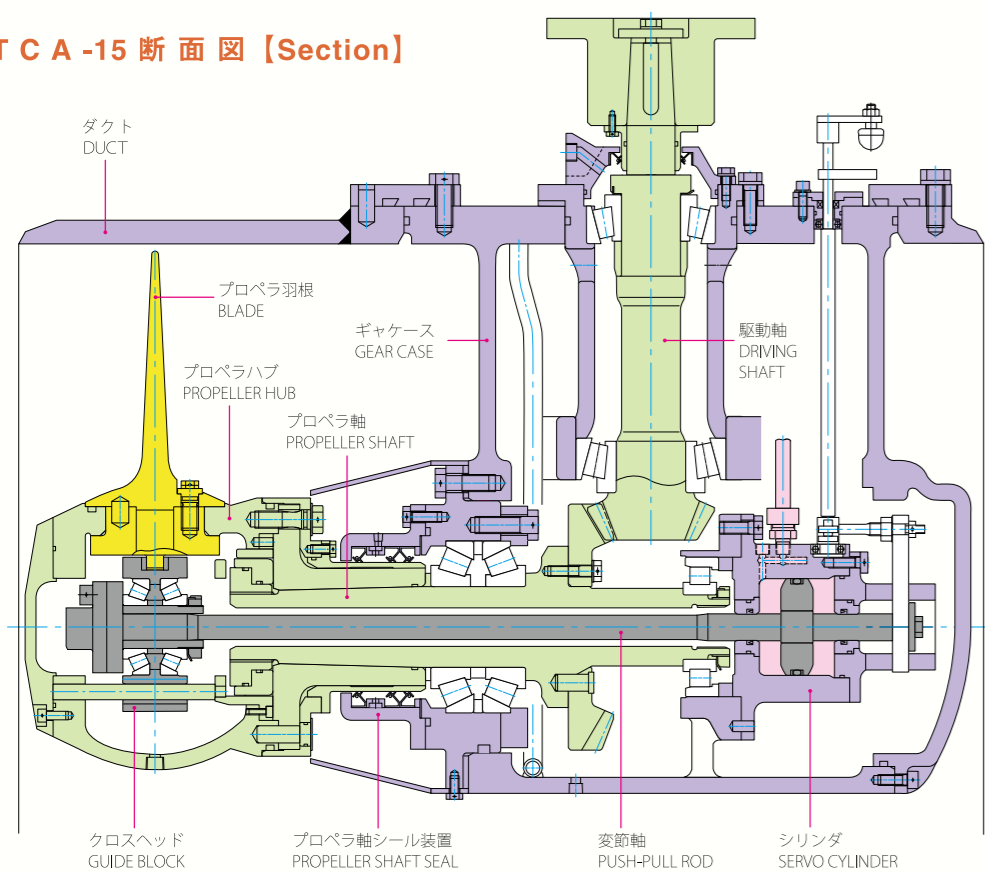 T C A -15 断 面 図【Section】
ダクト
DUCT
プロペラ羽根
BLADE
プロペラハブ
PROPELLER HUB
プロペラ軸
PROPELLER SHAFT
ギャケース
GEAR CASE
駆動軸
DRIVING
SHAFT
クロスヘッド
GUIDE BLOCK
プロペラ軸シール装置
PROPELLER SHAFT SEAL
変節軸
PUSH-PULL ROD
シリンダ
SERVO CYLINDER